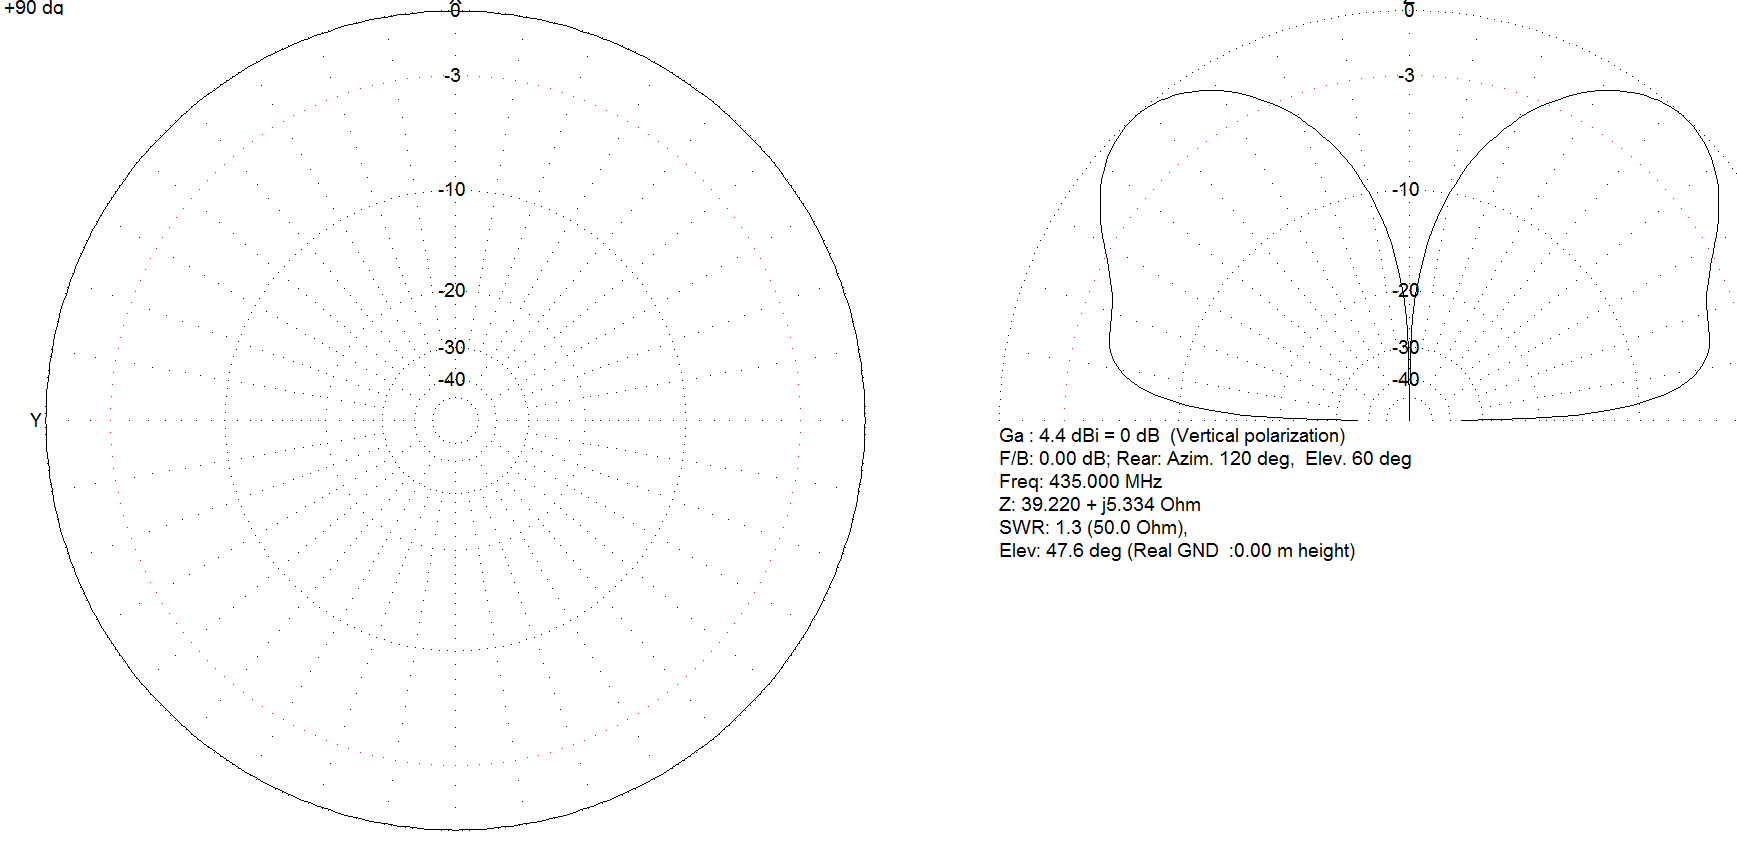 +90 dg
0
-3
-10
-20
-30
-40
Y
0
-3
-10
-20
-30
-40
Ga : 4.4 dBi = 0 dB (Vertical polarization)
F/B: 0.00 dB; Rear: Azim. 120 deg, Elev. 60 deg
Freq: 435.000 MHz
Z: 39.220 + j5.334 Ohm
SWR: 1.3 (50.0 Ohm),
Elev: 47.6 deg (Real GND :0.00 m height)